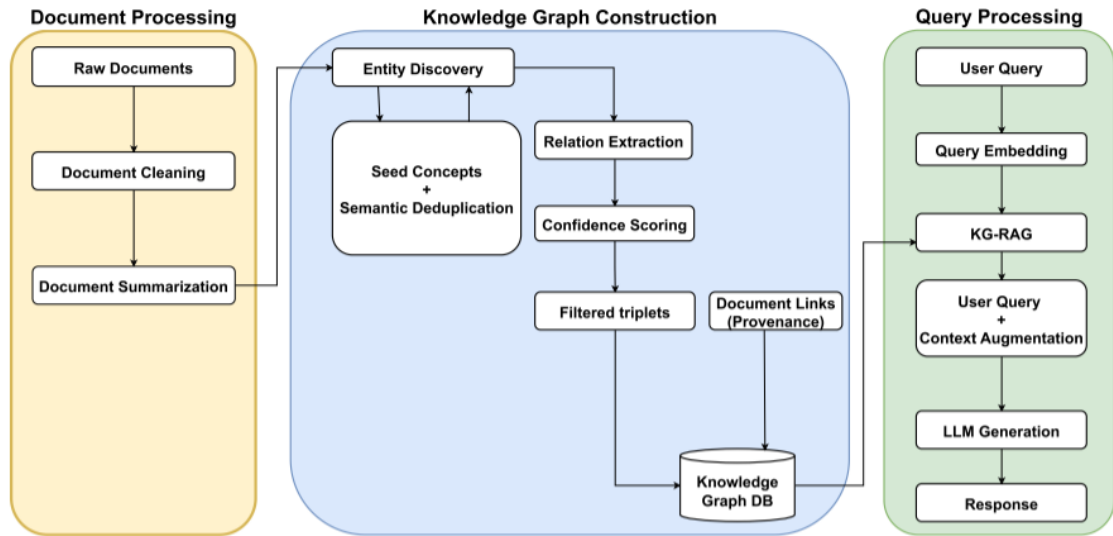 Document Processing
Raw Documents
Document Cleaning
Document Summarization
Knowledge Graph Construction
Entity Discovery
Seed Concepts
+
Semantic Deduplication
Relation Extraction
Confidence Scoring
Filtered triplets
Document Links
(Provenance)
Knowledge
Graph DB
Query Processing
User Query
Query Embedding
KG-RAG
User Query
+
Context Augmentation
LLM Generation
Response